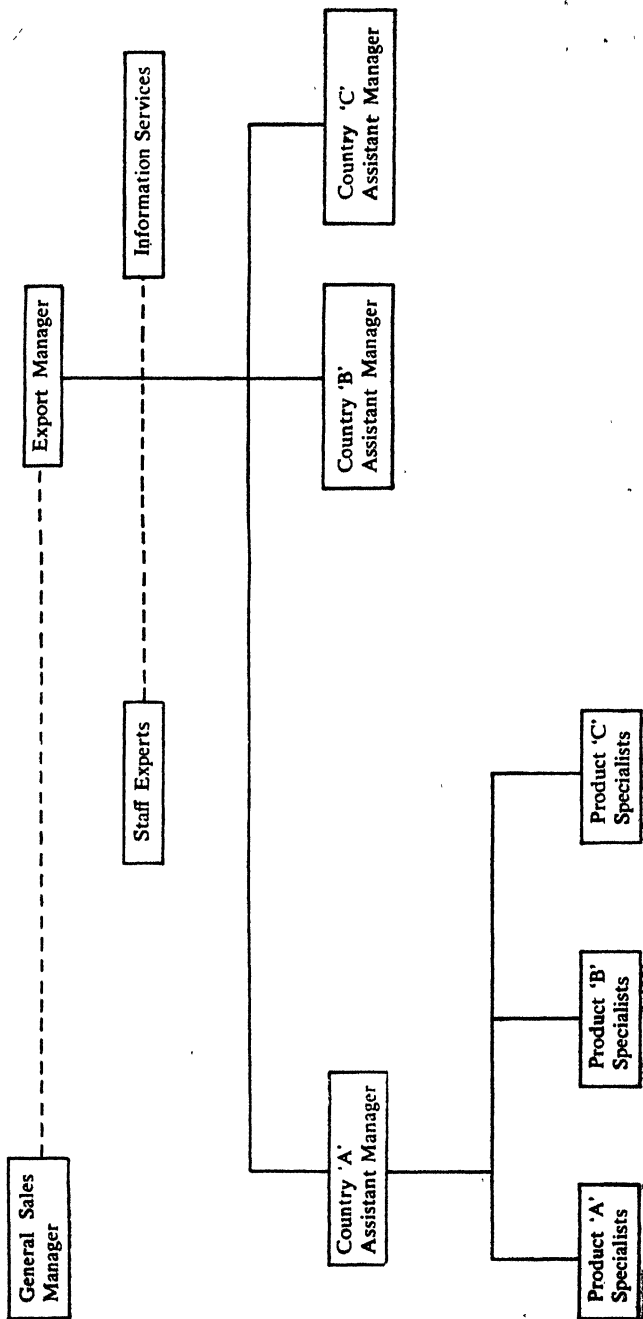 General Sales
Manager
Export Manager
Staff Experts
Information Services
Country 'A'
Assistant Manager
Country 'B'
Assistant Manager
Country 'C'
Assistant Manager
Product 'A'
Specialists
Product 'B'
Specialists
Product 'C'
Specialists